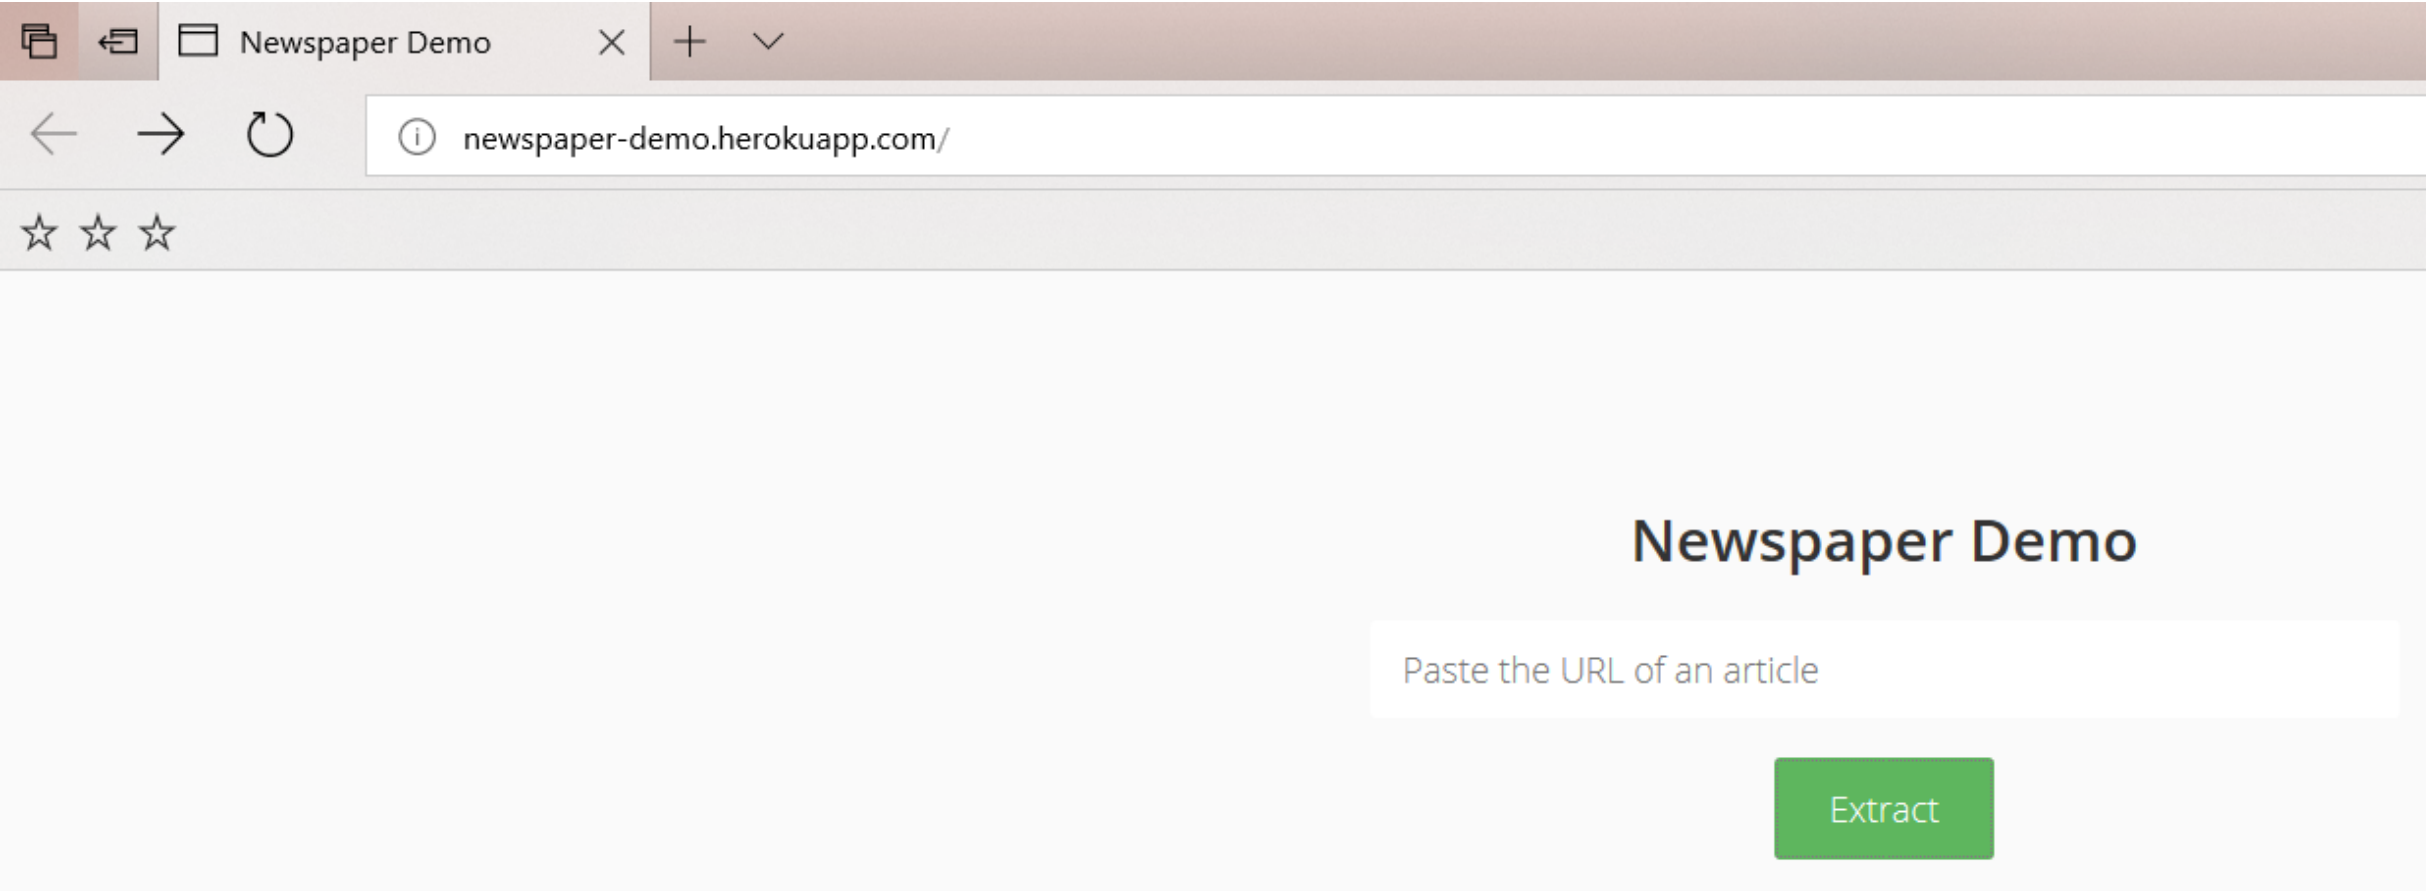 Newspaper Demo
newspaper-demo.herokuapp.com/
Newspaper Demo
Paste the URL of an article
Extract